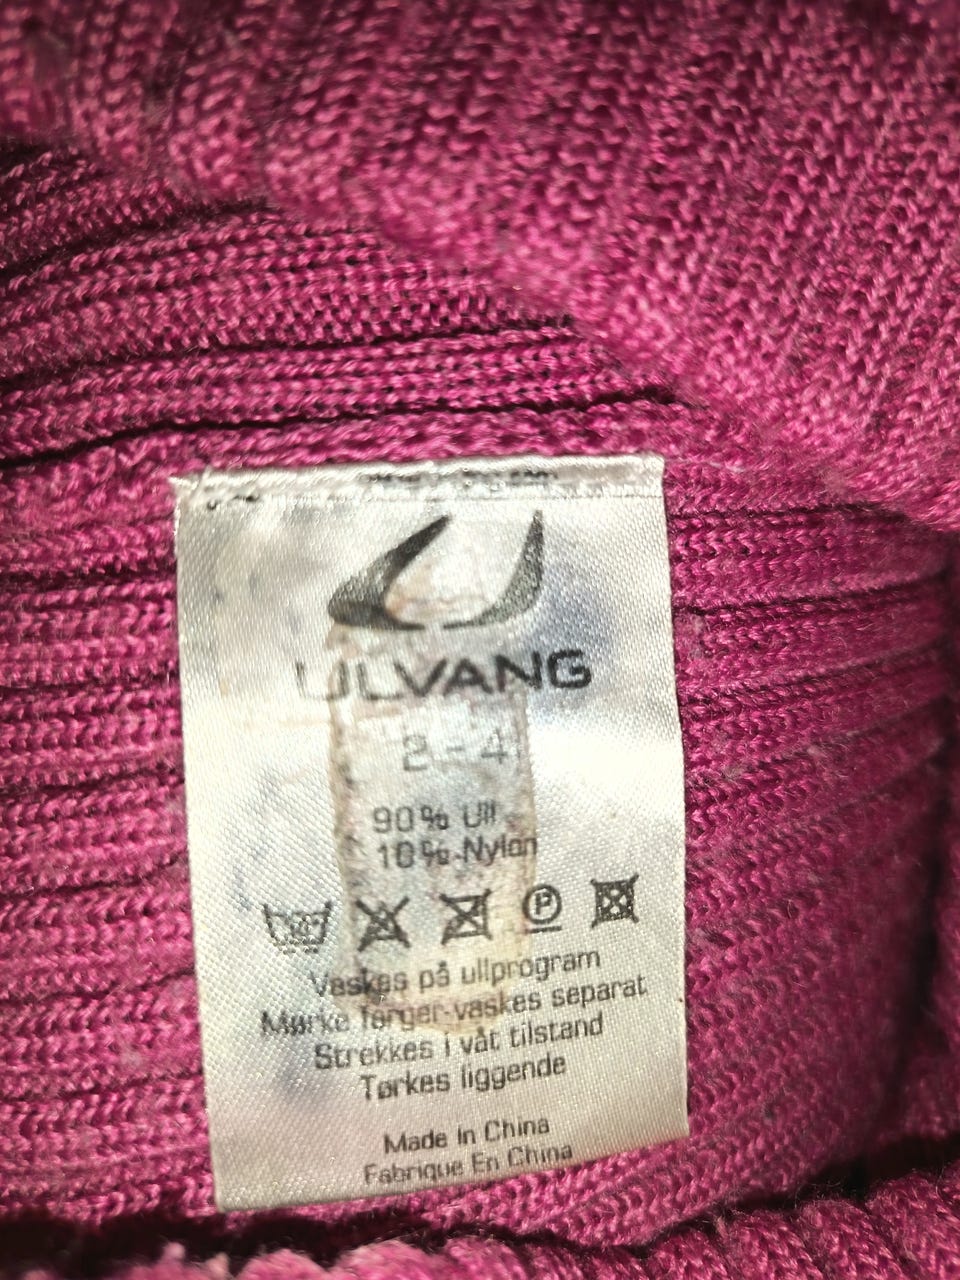 ULVANG
2 - 4
90% Ull
10% Nylon
30
P
Vaskes på ullprogram
Mørke farger vaskes separat
Strekkes i våt tilstand
Tørkes liggende
Made in China
Fabrique En China